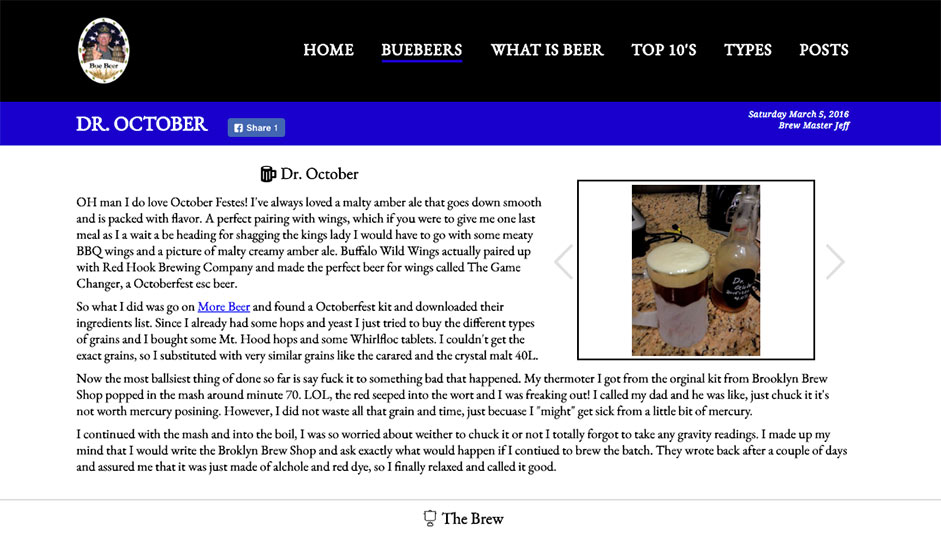 Bue Beer
HOME BUEBEERS WHAT IS BEER TOP 10'S TYPES POSTS
DR. OCTOBER
Share 1
Saturday March 5, 2016
Brew Master Jeff
Dr. October
OH man I do love October Festes! I've always loved a malty amber ale that goes down smooth
and is packed with flavor. A perfect pairing with wings, which if you were to give me one last
meal as I a wait a be heading for shagging the kings lady I would have to go with some meaty
BBQ wings and a picture of malty creamy amber ale. Buffalo Wild Wings actually paired up
with Red Hook Brewing Company and made the perfect beer for wings called The Game
Changer, a Octoberfest esc beer.
So what I did was go on More Beer and found a Octoberfest kit and downloaded their
ingredients list. Since I already had some hops and yeast I just tried to buy the different types
of grains and I bought some Mt. Hood hops and some Whirlfloc tablets. I couldn't get the
exact grains, so I substituted with very similar grains like the carared and the crystal malt 40L.
Now the most ballsiest thing of done so far is say fuck it to something bad that happened. My thermoter I got from the orginal kit from Brooklyn Brew
Shop popped in the mash around minute 70. LOL, the red seeped into the wort and I was freaking out! I called my dad and he was like, just chuck it it's
not worth mercury posining. However, I did not waste all that grain and time, just becuase I "might" get sick from a little bit of mercury.
I continued with the mash and into the boil, I was so worried about weither to chuck it or not I totally forgot to take any gravity readings. I made up my
mind that I would write the Broklyn Brew Shop and ask exactly what would happen if I contiued to brew the batch. They wrote back after a couple of days
and assured me that it was just made of alchole and red dye, so I finally relaxed and called it good.
The Brew